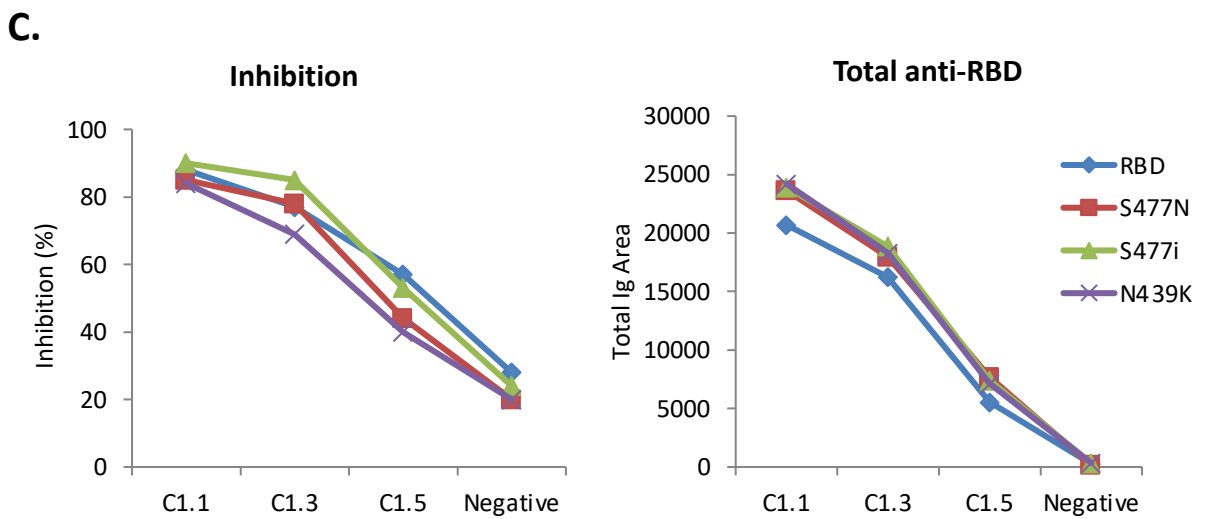 C.
Inhibition
Inhibition (%)
100
80
60
40
20
0
C1.1 C1.3 C1.5 Negative
Total anti-RBD
Total Ig Area
30000
25000
20000
15000
10000
5000
0
C1.1 C1.3 C1.5 Negative
RBD
S477N
S477i
N439K